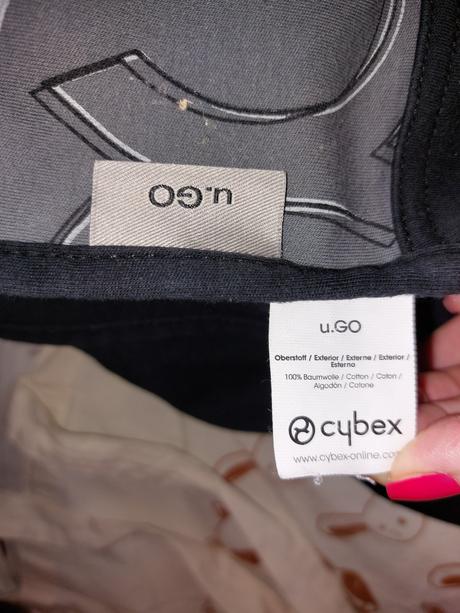 u.GO
u.GO
Oberstoff / Exterior / Externe / Exterior /
Esterno
100% Baumwolle / Cotton / Coton /
Algodón / Cotone
cybex
www.cybex-online.com